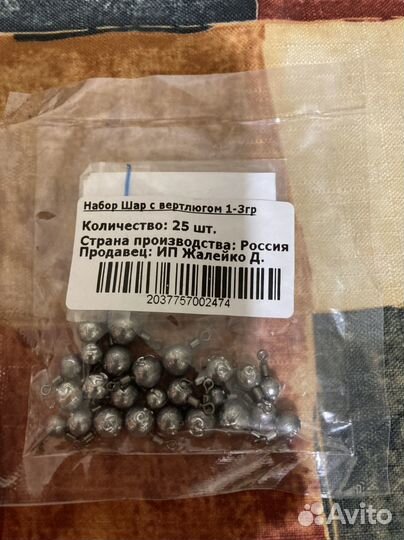 Набор Шар с вертлюгом 1-3гр
Количество: 25 шт.
Страна производства: Россия
Продавец: ИП Жалейко Д.
2037757002474
Avito